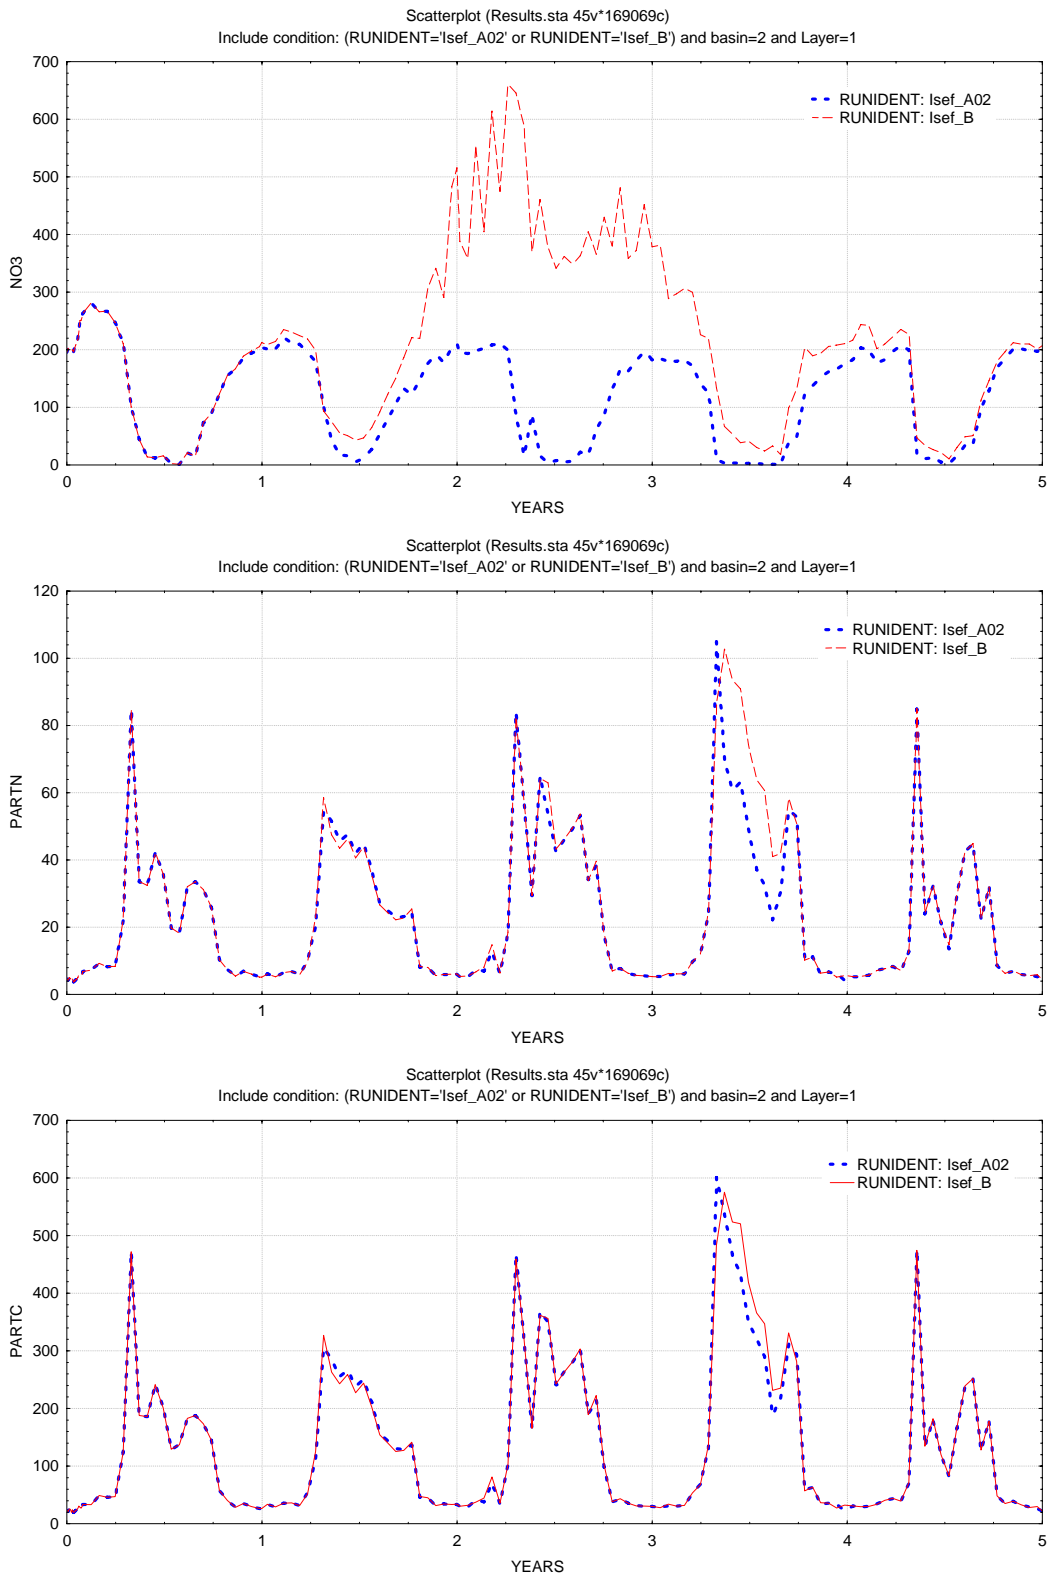 Scatterplot (Results.sta 45v*169069c)
Include condition: (RUNIDENT='Isef_A02' or RUNIDENT='Isef_B') and basin=2 and Layer=1
700
600
500
400
300
200
100
0
NO3
RUNIDENT: Isef_A02
RUNIDENT: Isef_B
0 1 2 3 4 5
YEARS
Scatterplot (Results.sta 45v*169069c)
Include condition: (RUNIDENT='Isef_A02' or RUNIDENT='Isef_B') and basin=2 and Layer=1
120
100
80
60
40
20
0
PARTN
RUNIDENT: Isef_A02
RUNIDENT: Isef_B
0 1 2 3 4 5
YEARS
Scatterplot (Results.sta 45v*169069c)
Include condition: (RUNIDENT='Isef_A02' or RUNIDENT='Isef_B') and basin=2 and Layer=1
700
600
500
400
300
200
100
0
PARTC
RUNIDENT: Isef_A02
RUNIDENT: Isef_B
0 1 2 3 4 5
YEARS